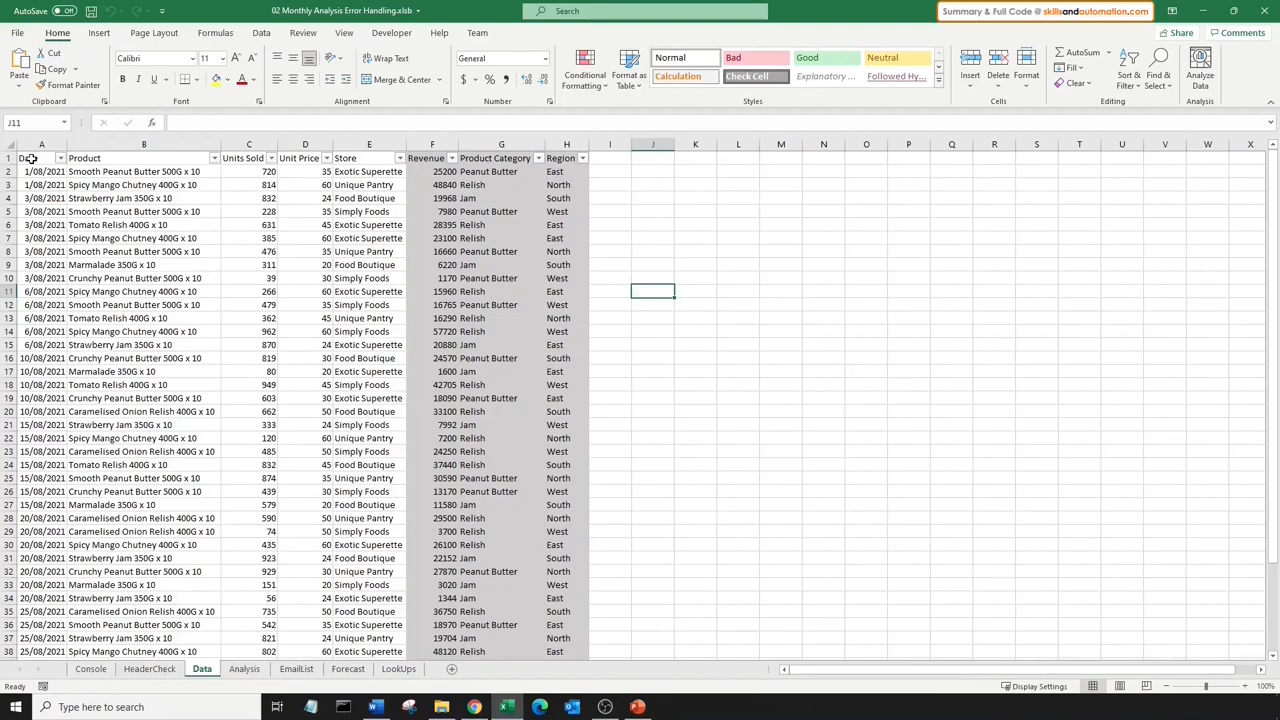 AutoSave Off 02 Monthly Analysis Error Handling.xlsb Search Summary & Full Code @ skillsandautomation.com
File Home Insert Page Layout Formulas Data Review View Developer Help Team Share Comments
Paste Cut Copy Format Painter Clipboard
Calibri 11 B I U A Font
Wrap Text Merge & Center Alignment
General $ % Number
Conditional Formatting Format as Table Normal Bad Good Neutral Calculation Check Cell Explanatory ... Followed Hy... Styles
Insert Delete Format Cells
AutoSum Fill Clear Sort & Filter Find & Select Editing
Analyze Data Analysis
J11 fx
A B C D E F G H I J K L M N O P Q R S T U V W X
1 Product Units Sold Unit Price Store Revenue Product Category Region
2 1/08/2021 Smooth Peanut Butter 500G x 10 720 35 Exotic Superette 25200 Peanut Butter East
3 1/08/2021 Spicy Mango Chutney 400G x 10 814 60 Unique Pantry 48840 Relish North
4 3/08/2021 Strawberry Jam 350G x 10 832 24 Food Boutique 19968 Jam South
5 3/08/2021 Smooth Peanut Butter 500G x 10 228 35 Simply Foods 7980 Peanut Butter West
6 3/08/2021 Tomato Relish 400G x 10 631 45 Exotic Superette 28395 Relish East
7 3/08/2021 Spicy Mango Chutney 400G x 10 385 60 Exotic Superette 23100 Relish East
8 3/08/2021 Smooth Peanut Butter 500G x 10 476 35 Unique Pantry 16660 Peanut Butter North
9 3/08/2021 Marmalade 350G x 10 311 20 Food Boutique 6220 Jam South
10 3/08/2021 Crunchy Peanut Butter 500G x 10 39 30 Simply Foods 1170 Peanut Butter West
11 6/08/2021 Spicy Mango Chutney 400G x 10 266 60 Exotic Superette 15960 Relish East
12 6/08/2021 Smooth Peanut Butter 500G x 10 479 35 Simply Foods 16765 Peanut Butter West
13 6/08/2021 Tomato Relish 400G x 10 362 45 Unique Pantry 16290 Relish North
14 6/08/2021 Spicy Mango Chutney 400G x 10 962 60 Simply Foods 57720 Relish West
15 6/08/2021 Strawberry Jam 350G x 10 870 24 Exotic Superette 20880 Jam East
16 10/08/2021 Crunchy Peanut Butter 500G x 10 819 30 Food Boutique 24570 Peanut Butter South
17 10/08/2021 Marmalade 350G x 10 80 20 Exotic Superette 1600 Jam East
18 10/08/2021 Tomato Relish 400G x 10 949 45 Simply Foods 42705 Relish West
19 10/08/2021 Crunchy Peanut Butter 500G x 10 603 30 Exotic Superette 18090 Peanut Butter East
20 10/08/2021 Caramelised Onion Relish 400G x 10 662 50 Food Boutique 33100 Relish South
21 15/08/2021 Strawberry Jam 350G x 10 333 24 Simply Foods 7992 Jam West
22 15/08/2021 Spicy Mango Chutney 400G x 10 120 60 Unique Pantry 7200 Relish North
23 15/08/2021 Caramelised Onion Relish 400G x 10 485 50 Simply Foods 24250 Relish West
24 15/08/2021 Tomato Relish 400G x 10 832 45 Food Boutique 37440 Relish South
25 15/08/2021 Smooth Peanut Butter 500G x 10 874 35 Unique Pantry 30590 Peanut Butter North
26 15/08/2021 Crunchy Peanut Butter 500G x 10 439 30 Simply Foods 13170 Peanut Butter West
27 15/08/2021 Marmalade 350G x 10 579 20 Food Boutique 11580 Jam South
28 20/08/2021 Caramelised Onion Relish 400G x 10 590 50 Unique Pantry 29500 Relish North
29 20/08/2021 Caramelised Onion Relish 400G x 10 74 50 Simply Foods 3700 Relish West
30 20/08/2021 Spicy Mango Chutney 400G x 10 435 60 Exotic Superette 26100 Relish East
31 20/08/2021 Strawberry Jam 350G x 10 923 24 Food Boutique 22152 Jam South
32 20/08/2021 Crunchy Peanut Butter 500G x 10 929 30 Unique Pantry 27870 Peanut Butter North
33 20/08/2021 Marmalade 350G x 10 151 20 Simply Foods 3020 Jam West
34 20/08/2021 Strawberry Jam 350G x 10 56 24 Exotic Superette 1344 Jam East
35 25/08/2021 Caramelised Onion Relish 400G x 10 735 50 Food Boutique 36750 Relish South
36 25/08/2021 Smooth Peanut Butter 500G x 10 542 35 Exotic Superette 18970 Peanut Butter East
37 25/08/2021 Strawberry Jam 350G x 10 821 24 Unique Pantry 19704 Jam North
38 25/08/2021 Spicy Mango Chutney 400G x 10 802 60 Exotic Superette 48120 Relish East
Console HeaderCheck Data Analysis EmailList Forecast LookUps
Ready Display Settings 100%
Type here to search